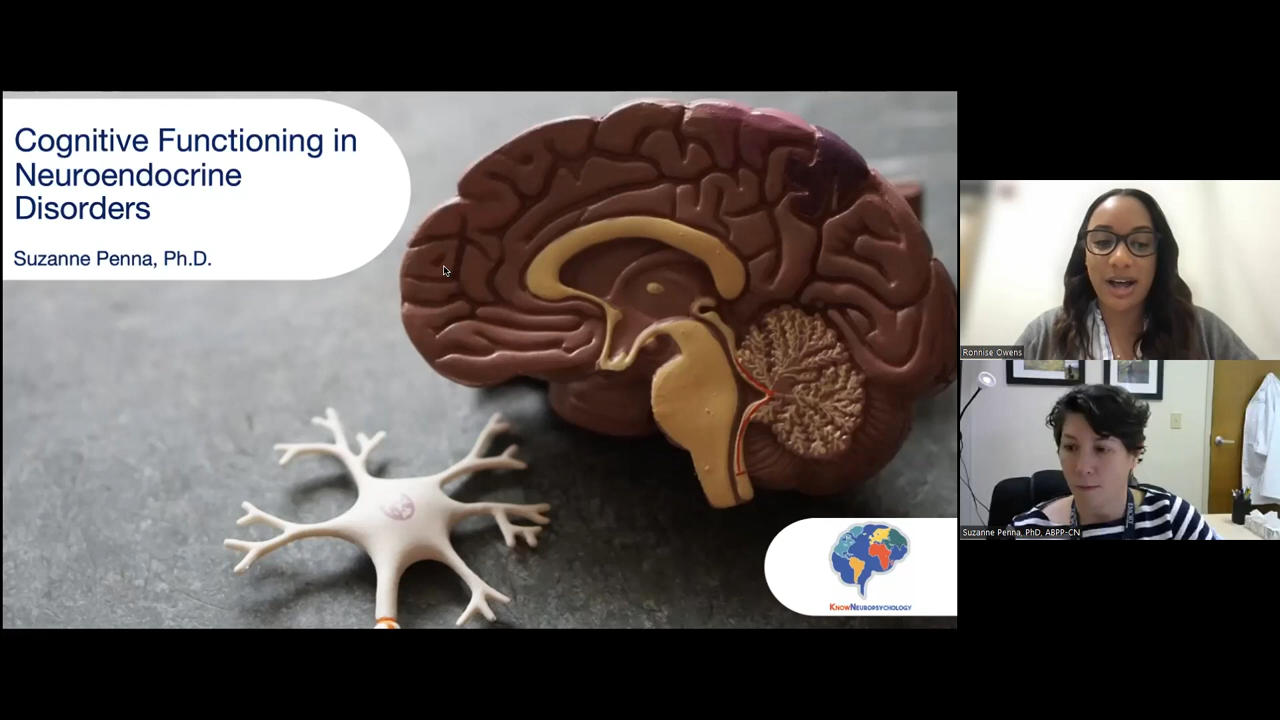 Cognitive Functioning in
Neuroendocrine
Disorders
Suzanne Penna, Ph.D.
Ronnise Owens
Suzanne Penna, PhD, ABPP-CN
KNOWNEUROPSYCHOLOGY